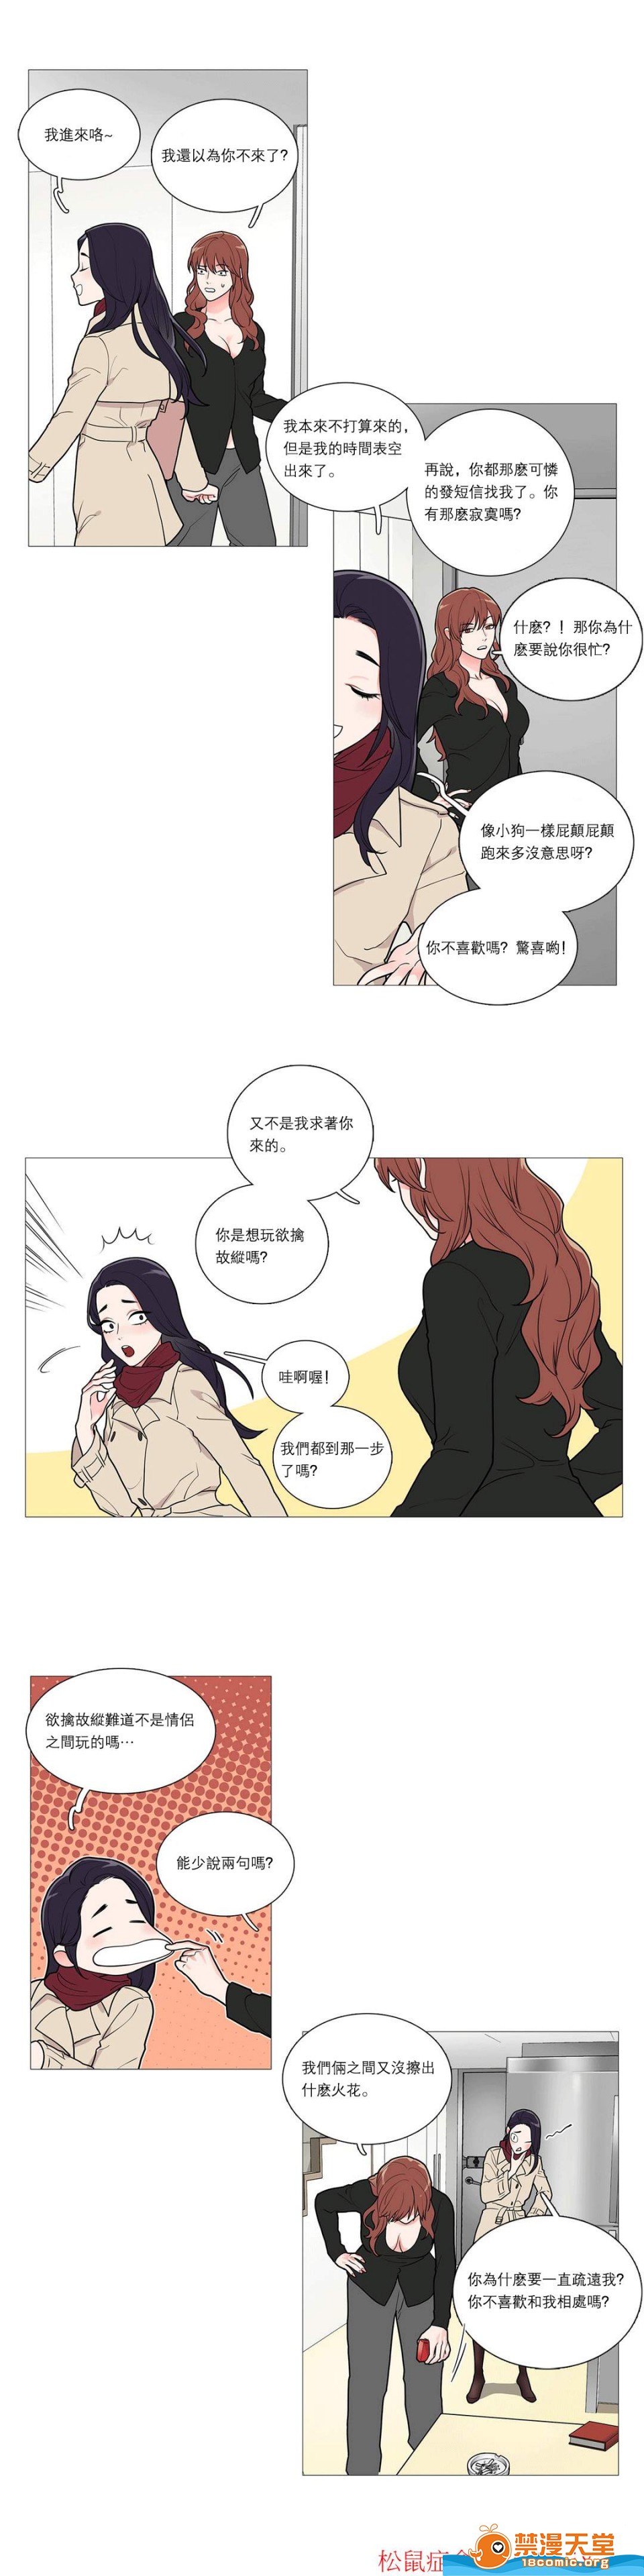 我進來咯~
我還以為你不來了?
我本來不打算來的，
但是我的時間表空
出來了。
再說，你都那麽可憐
的發短信找我了。你
有那麽寂寞嗎?
什麽?！那你為什
麽要說你很忙?
像小狗一樣屁顛屁顛
跑來多沒意思呀?
你不喜歡嗎? 驚喜喲!
又不是我求著你
來的。
你是想玩欲擒
故縱嗎?
哇啊喔!
我們都到那一步
了嗎?
欲擒故縱難道不是情侶
之間玩的嗎…
能少說兩句嗎?
我們倆之間又沒擦出
什麽火花。
你為什麽要一直疏遠我?
你不喜歡和我相處嗎?
松鼠症
禁漫天堂
18comic.org